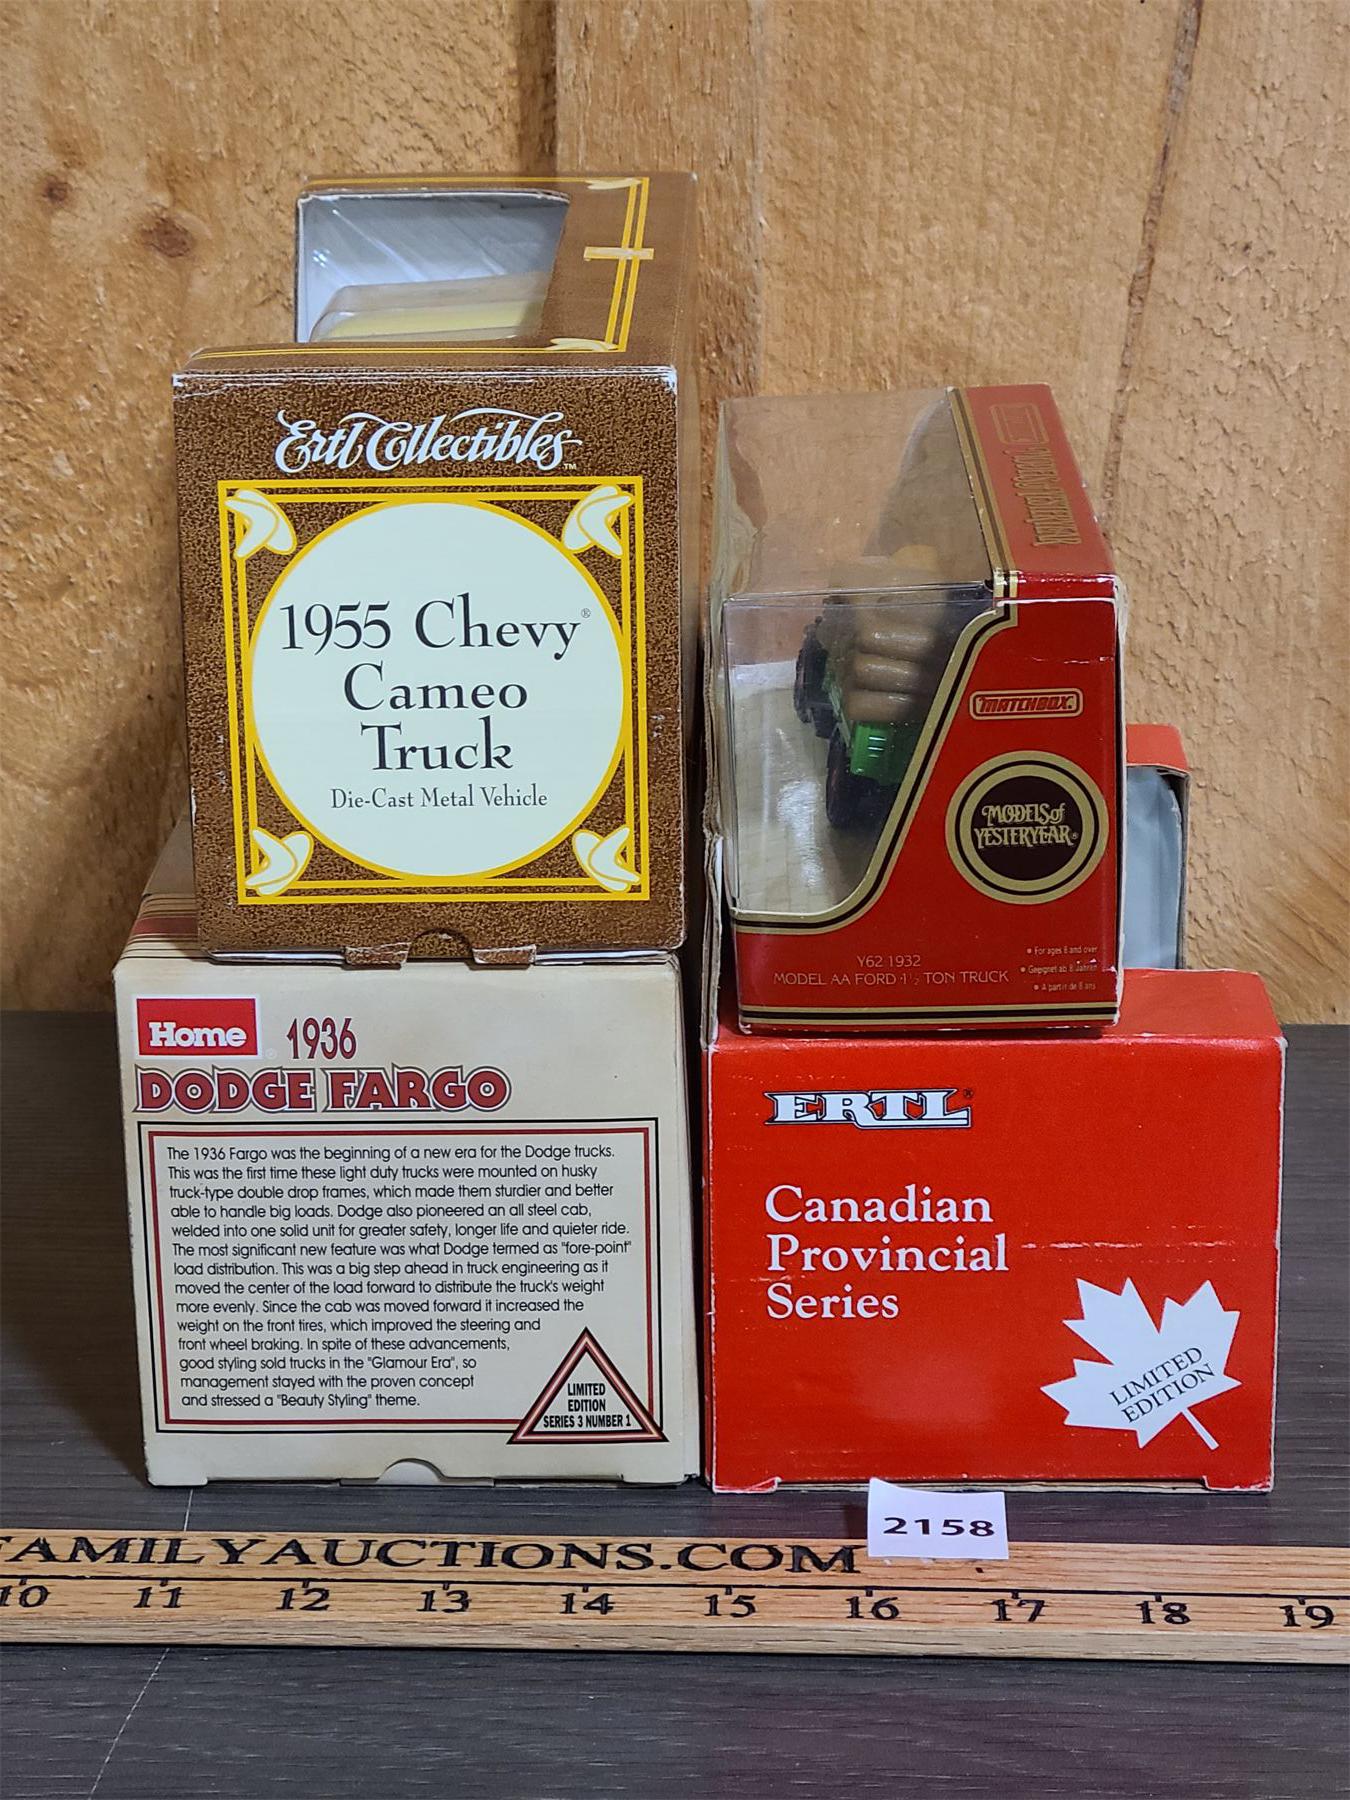 Ertl Collectibles™
1955 Chevy®
Cameo
Truck
Die-Cast Metal Vehicle
MATCHBOX
MODELS of
YESTERYEAR®
Y62 1932
MODEL AA FORD 1½ TON TRUCK
• For ages 8 and over
• Geeignet ab 8 Jahren
• A partir de 8 ans
Home® 1936
DODGE FARGO
The 1936 Fargo was the beginning of a new era for the Dodge trucks.
This was the first time these light duty trucks were mounted on husky
truck-type double drop frames, which made them sturdier and better
able to handle big loads. Dodge also pioneered an all steel cab,
welded into one solid unit for greater safety, longer life and quieter ride.
The most significant new feature was what Dodge termed as "fore-point"
load distribution. This was a big step ahead in truck engineering as it
moved the center of the load forward to distribute the truck's weight
more evenly. Since the cab was moved forward it increased the
weight on the front tires, which improved the steering and
front wheel braking. In spite of these advancements,
good styling sold trucks in the "Glamour Era", so
management stayed with the proven concept
and stressed a "Beauty Styling" theme.
LIMITED
EDITION
SERIES 3 NUMBER 1
ERTL®
Canadian
Provincial
Series
LIMITED
EDITION
2158
FAMILYAUCTIONS.COM
10 11 12 13 14 15 16 17 18 19